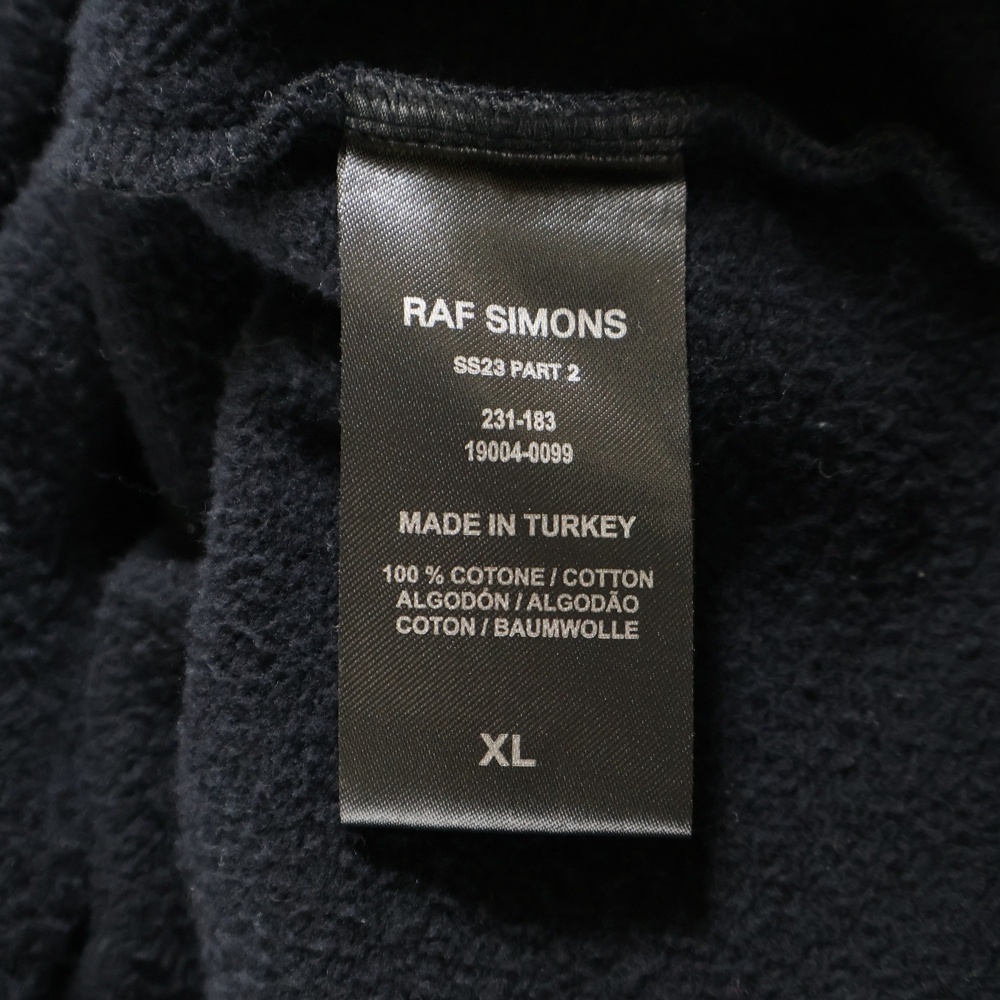 RAF SIMONS
SS23 PART 2
231-183
19004-0099
MADE IN TURKEY
100 % COTONE / COTTON
ALGODÓN / ALGODÃO
COTON / BAUMWOLLE
XL